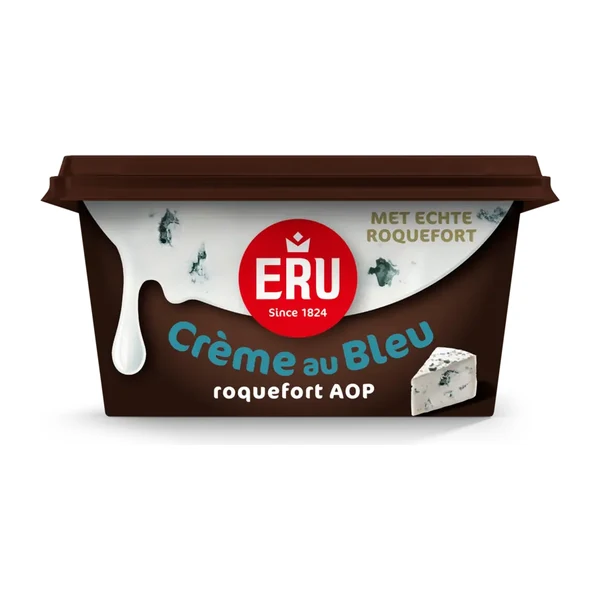 MET ECHTE
ROQUEFORT
ERU
Since 1824
Crème au Bleu
roquefort AOP